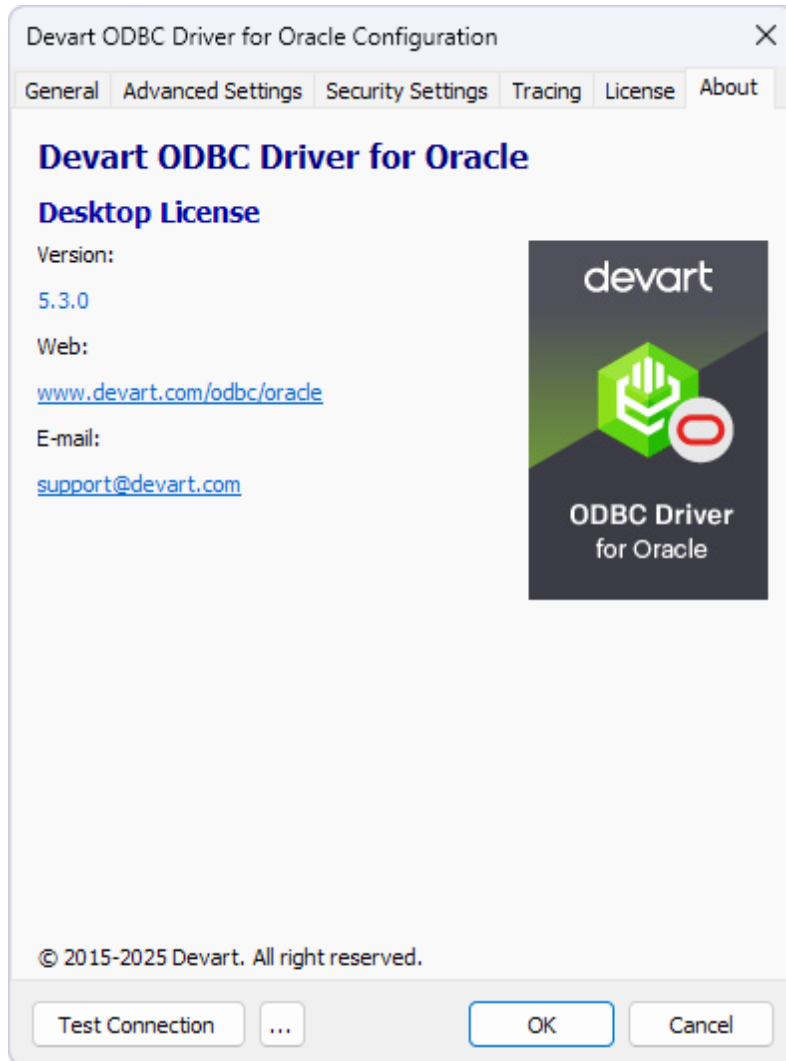 Devart ODBC Driver for Oracle Configuration
General Advanced Settings Security Settings Tracing License About
Devart ODBC Driver for Oracle
Desktop License
Version:
5.3.0
Web:
www.devart.com/odbc/oracle
E-mail:
support@devart.com
devart
ODBC Driver
for Oracle
© 2015-2025 Devart. All right reserved.
Test Connection ... OK Cancel